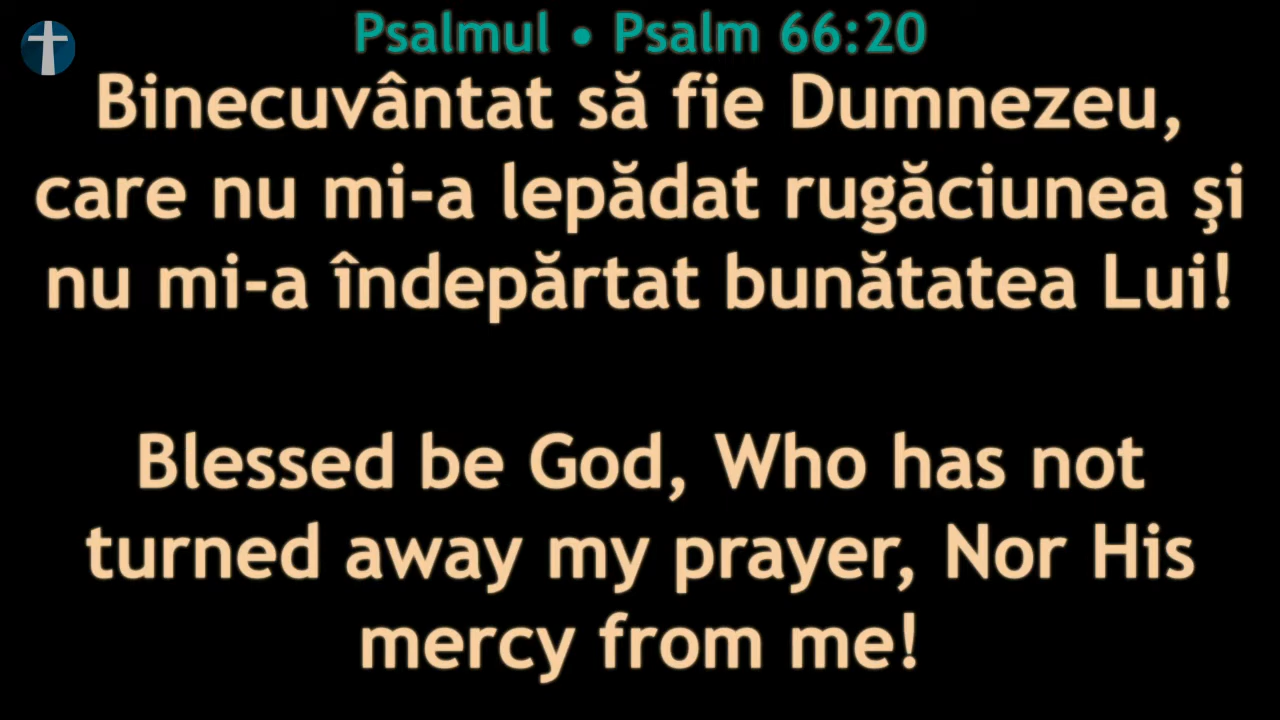 Psalmul • Psalm 66:20
Binecuvântat să fie Dumnezeu,
care nu mi-a lepădat rugăciunea şi
nu mi-a îndepărtat bunătatea Lui!
Blessed be God, Who has not
turned away my prayer, Nor His
mercy from me!